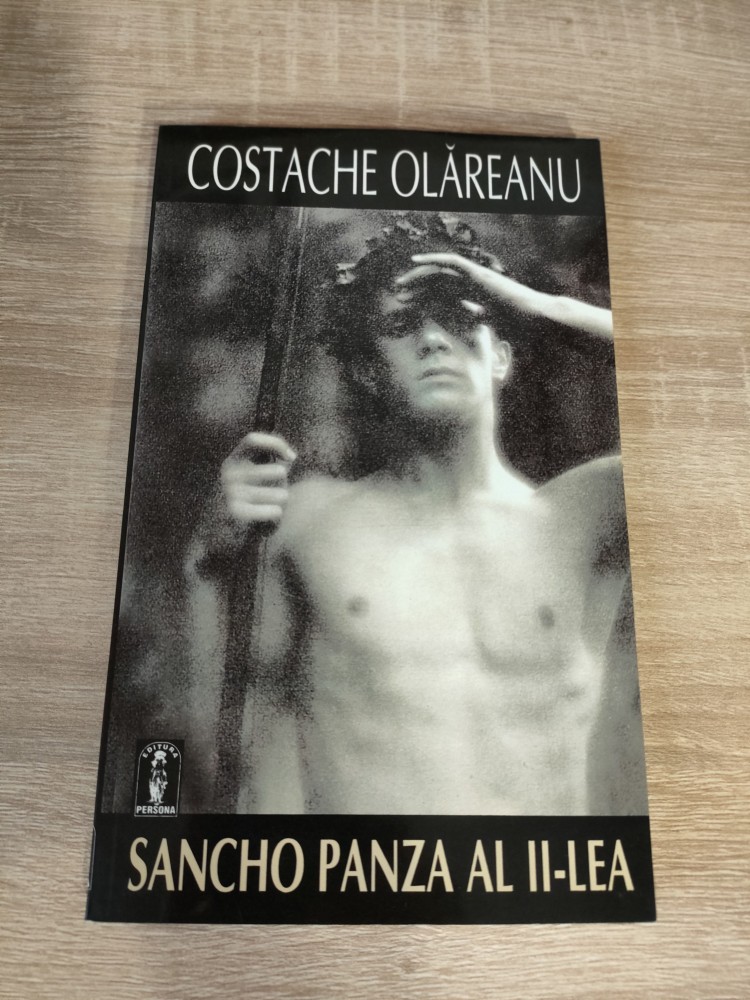 COSTACHE OLĂREANU
EDITURA
PERSONA
SANCHO PANZA AL II-LEA